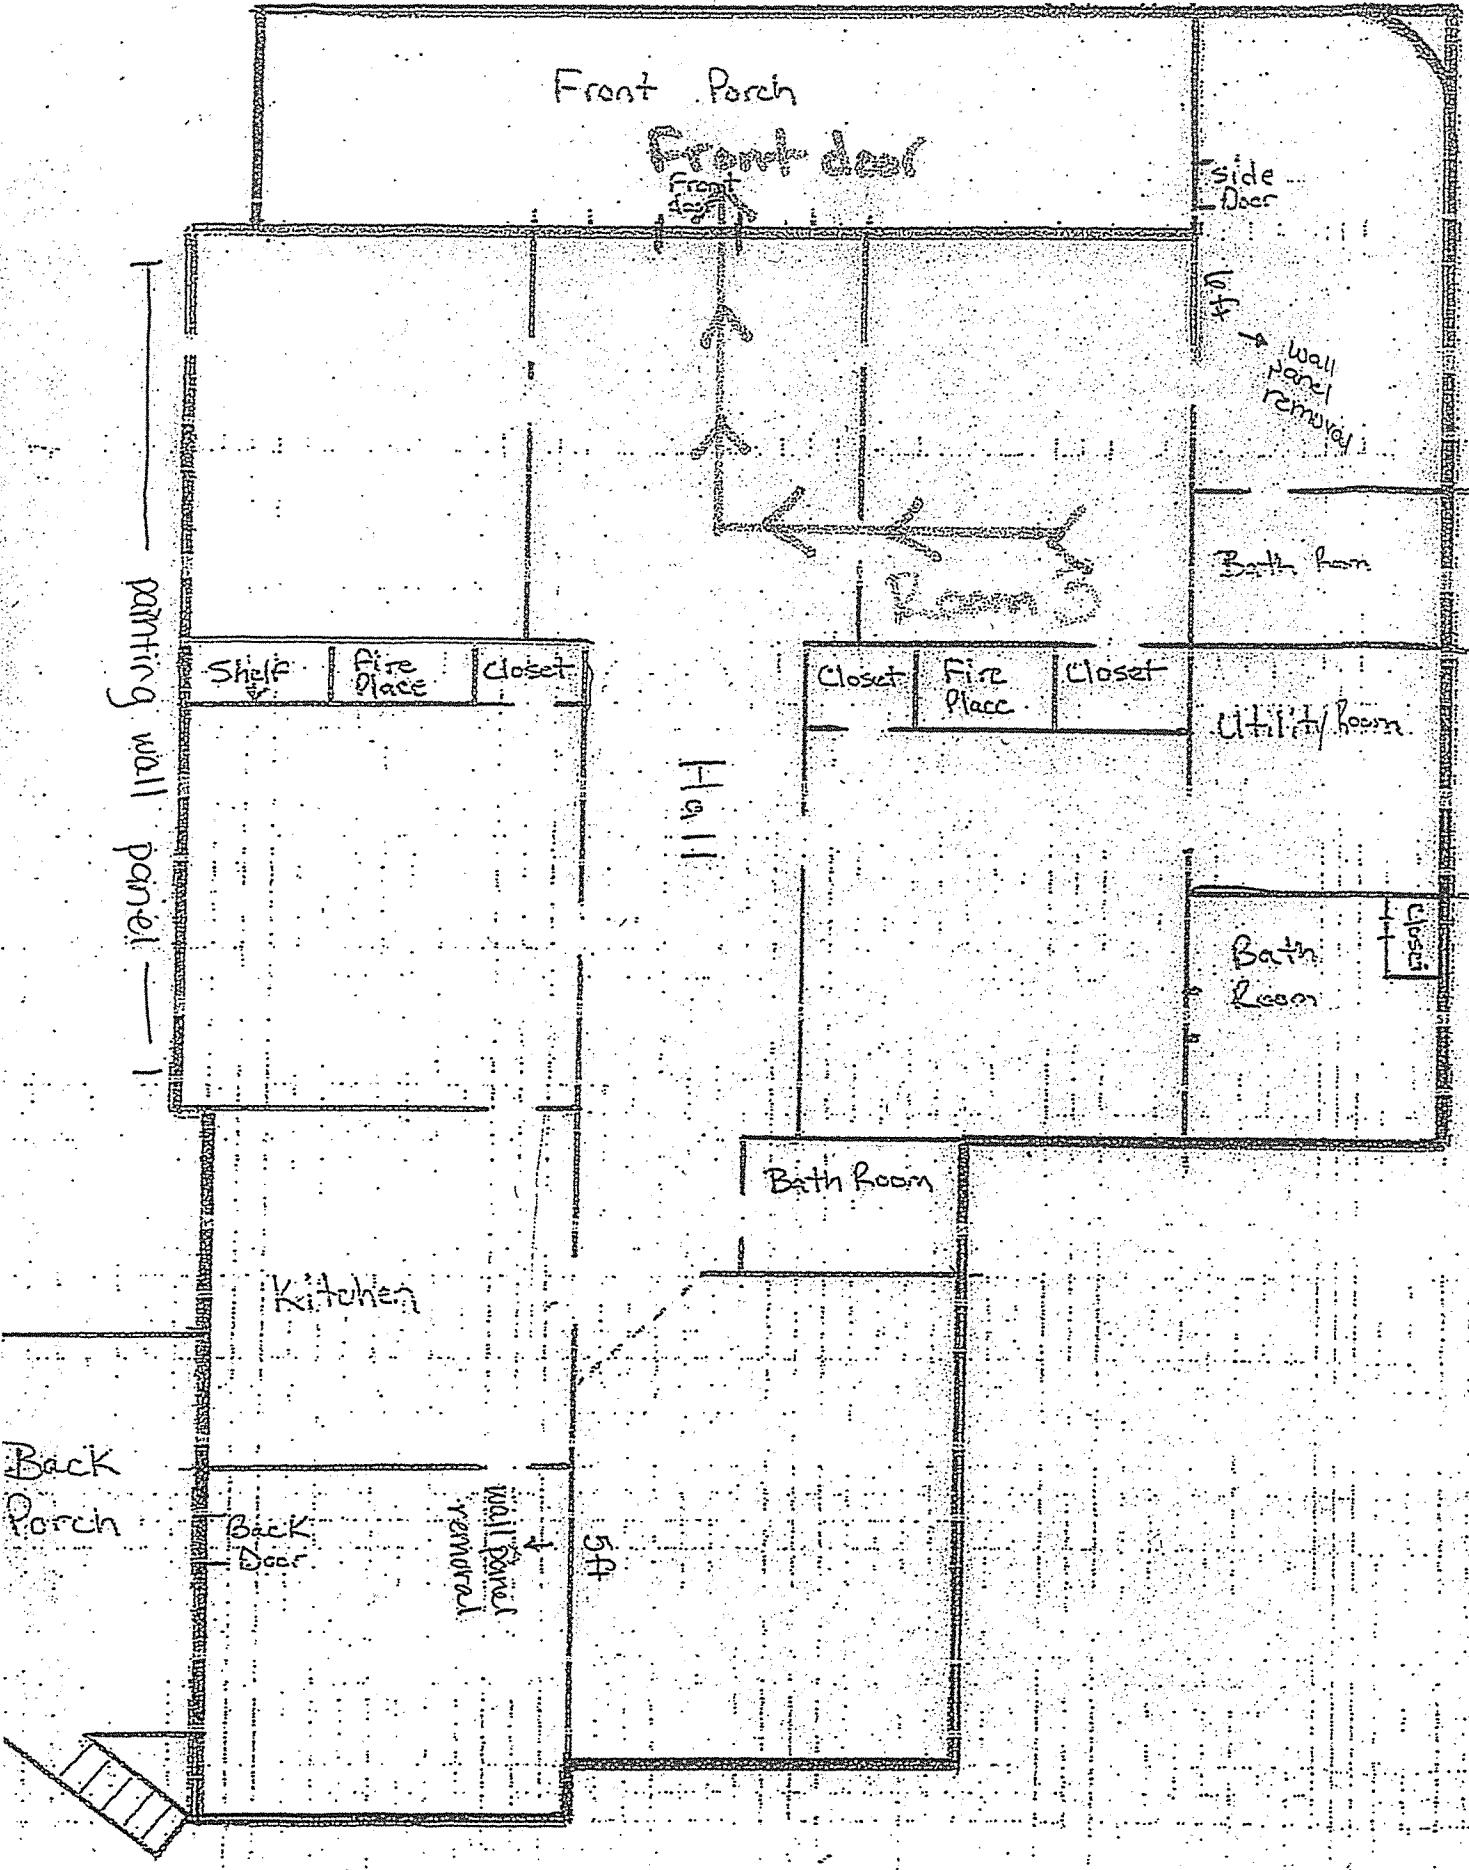 Front Porch
Front door
Front
side
Door
6ft
wall
panel
removal
Bath Room
Room 3
Shelf
Fire
Place
Closet
Closet
Fire
Place
Closet
Utility Room
painting wall panel
Hall
Closet
Bath
Room
Bath Room
Kitchen
Back
Porch
Back
Door
wall panel
removal
5ft